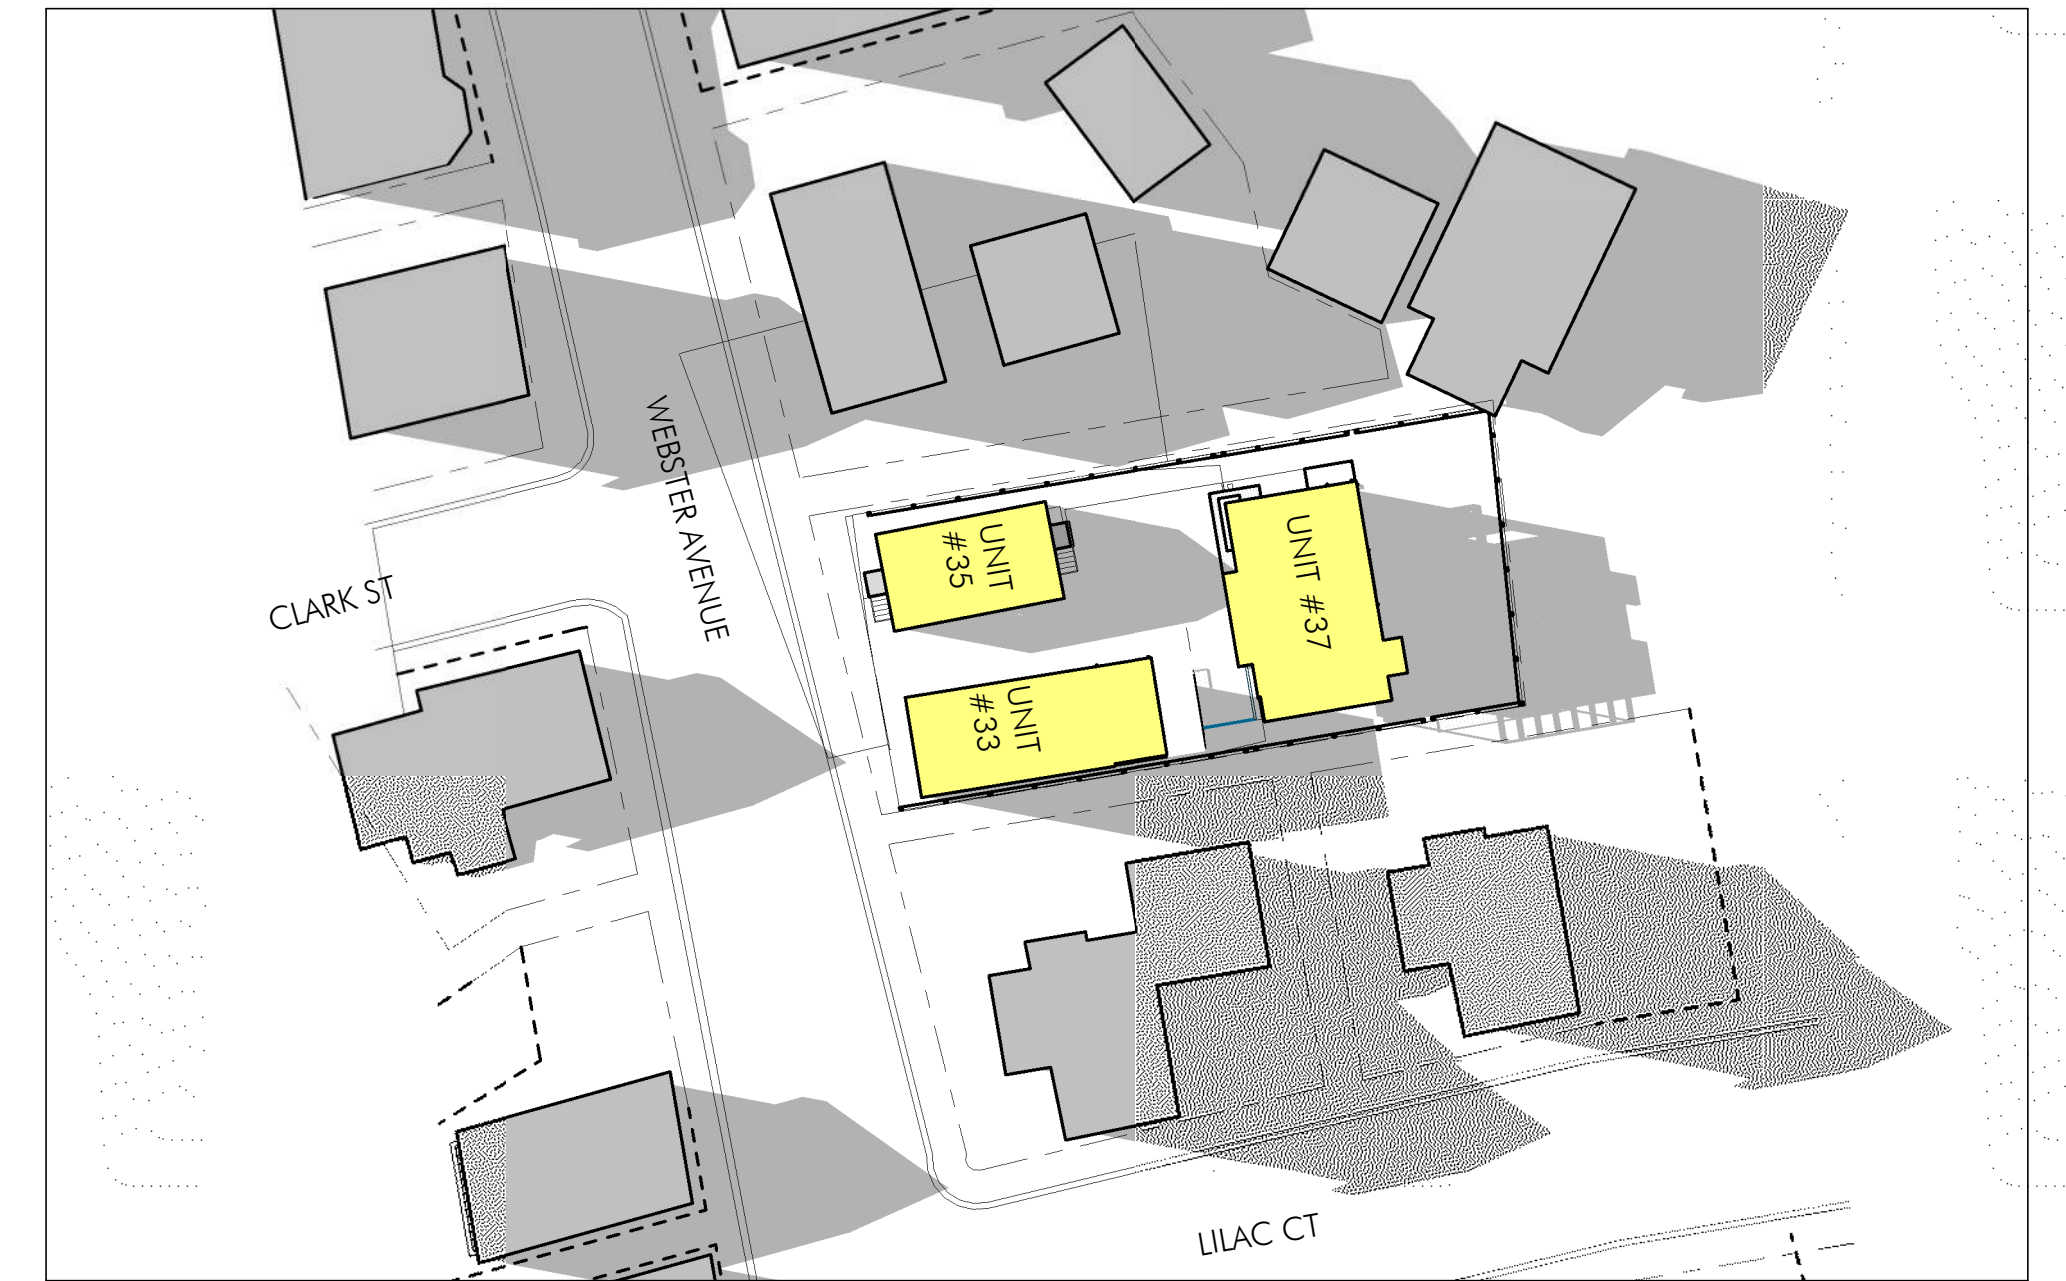 WEBSTER AVENUE
CLARK ST
UNIT
#35
UNIT #37
UNIT
#33
LILAC CT